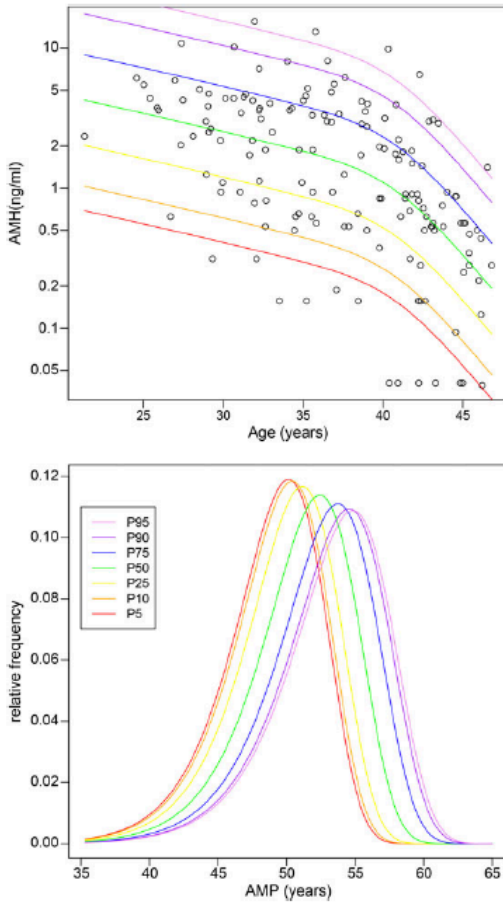 10
5
2
1
0.5
0.2
0.1
0.05
AMH(ng/ml)
25 30 35 40 45
Age (years)
0.12
0.10
0.08
0.06
0.04
0.02
0.00
relative frequency
P95
P90
P75
P50
P25
P10
P5
35 40 45 50 55 60 65
AMP (years)